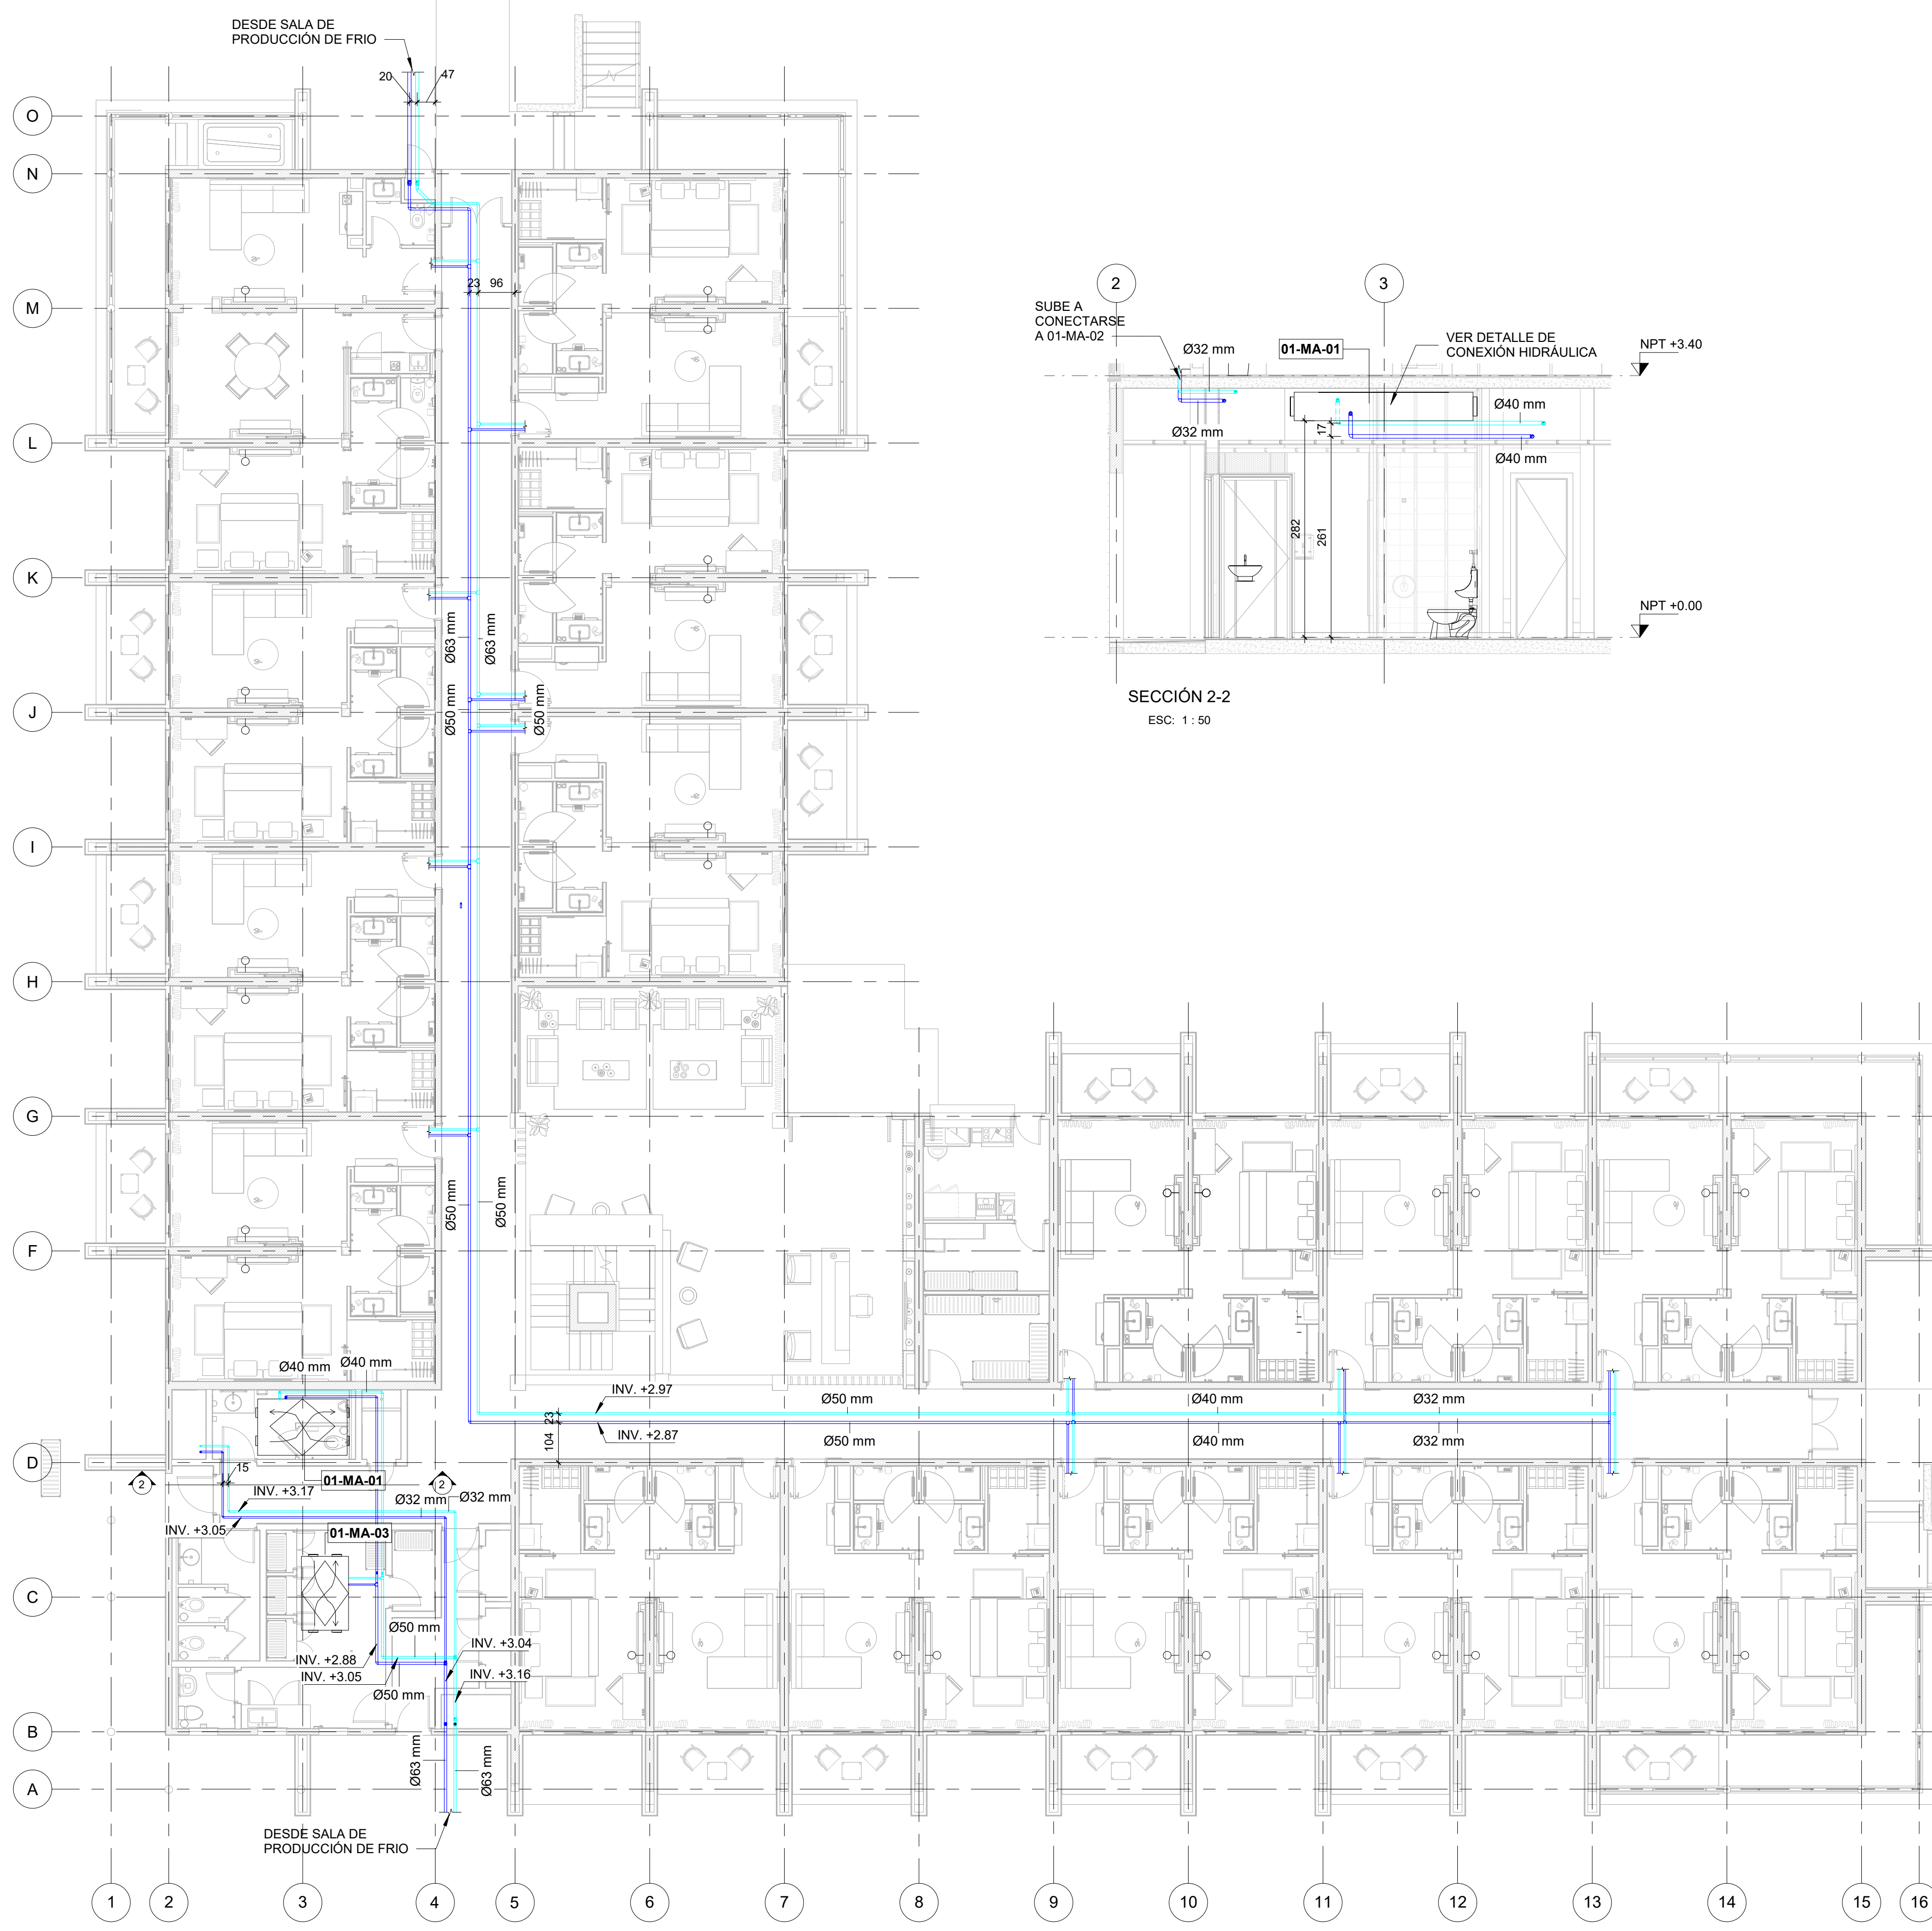 DESDE SALA DE
PRODUCCIÓN DE FRIO
20
47
O
N
M
L
K
J
I
H
G
F
D
C
B
A
23
96
Ø63 mm
Ø63 mm
Ø50 mm
Ø50 mm
Ø50 mm
Ø50 mm
2
3
SUBE A
CONECTARSE
A 01-MA-02
Ø32 mm
01-MA-01
VER DETALLE DE
CONEXIÓN HIDRÁULICA
NPT +3.40
Ø40 mm
Ø32 mm
17
Ø40 mm
282
261
NPT +0.00
SECCIÓN 2-2
ESC: 1 : 50
Ø40 mm
Ø40 mm
INV. +2.97
Ø50 mm
Ø40 mm
Ø32 mm
23
104
INV. +2.87
Ø50 mm
Ø40 mm
Ø32 mm
15
2
01-MA-01
2
INV. +3.17
Ø32 mm
Ø32 mm
INV. +3.05
01-MA-03
Ø50 mm
INV. +3.04
INV. +2.88
INV. +3.05
INV. +3.16
Ø50 mm
Ø63 mm
Ø63 mm
DESDE SALA DE
PRODUCCIÓN DE FRIO
1
2
3
4
5
6
7
8
9
10
11
12
13
14
15
16